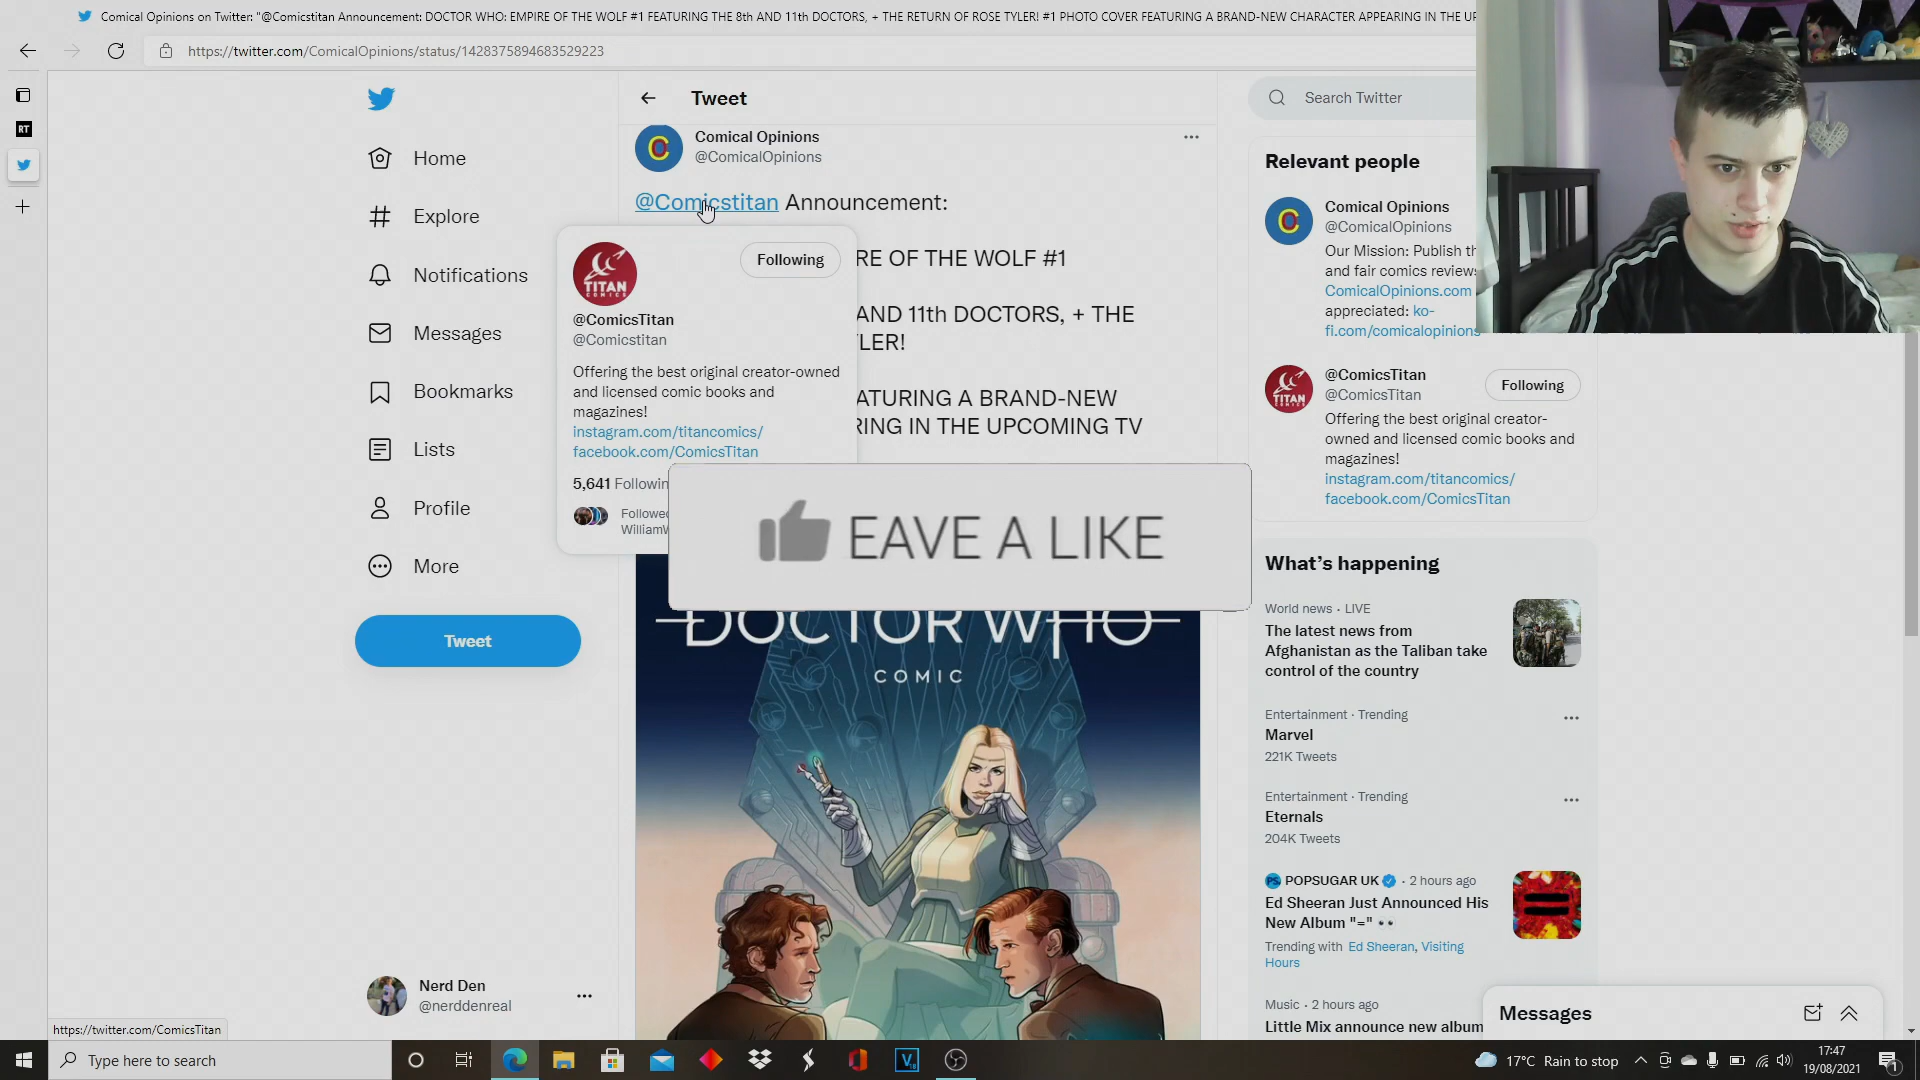 Comical Opinions on Twitter: "@Comicstitan Announcement: DOCTOR WHO: EMPIRE OF THE WOLF #1 FEATURING THE 8th AND 11th DOCTORS, + THE RETURN OF ROSE TYLER! #1 PHOTO COVER FEATURING A BRAND-NEW CHARACTER APPEARING IN THE UP
https://twitter.com/ComicalOpinions/status/1428375894683529223
RT
Home
Explore
Notifications
Messages
Bookmarks
Lists
Profile
More
Tweet
Nerd Den
@nerddenreal
https://twitter.com/ComicsTitan
Tweet
Comical Opinions
@ComicalOpinions
@Comicstitan Announcement:
RE OF THE WOLF #1
AND 11th DOCTORS, + THE
LER!
ATURING A BRAND-NEW
RING IN THE UPCOMING TV
TITAN
COMICS
Following
@ComicsTitan
@Comicstitan
Offering the best original creator-owned
and licensed comic books and
magazines!
instagram.com/titancomics/
facebook.com/ComicsTitan
5,641 Followin
Followed
WilliamW
EAVE A LIKE
DOCTOR WHO
COMIC
Search Twitter
Relevant people
Comical Opinions
@ComicalOpinions
Our Mission: Publish th
and fair comics reviews
ComicalOpinions.com
appreciated: ko-
fi.com/comicalopinions
@ComicsTitan
@ComicsTitan
Following
Offering the best original creator-
owned and licensed comic books and
magazines!
instagram.com/titancomics/
facebook.com/ComicsTitan
What's happening
World news · LIVE
The latest news from
Afghanistan as the Taliban take
control of the country
Entertainment · Trending
Marvel
221K Tweets
Entertainment · Trending
Eternals
204K Tweets
POPSUGAR UK · 2 hours ago
Ed Sheeran Just Announced His
New Album "="
Trending with Ed Sheeran, Visiting
Hours
Music · 2 hours ago
Little Mix announce new album
Messages
Type here to search
17°C Rain to stop
17:47
19/08/2021
1